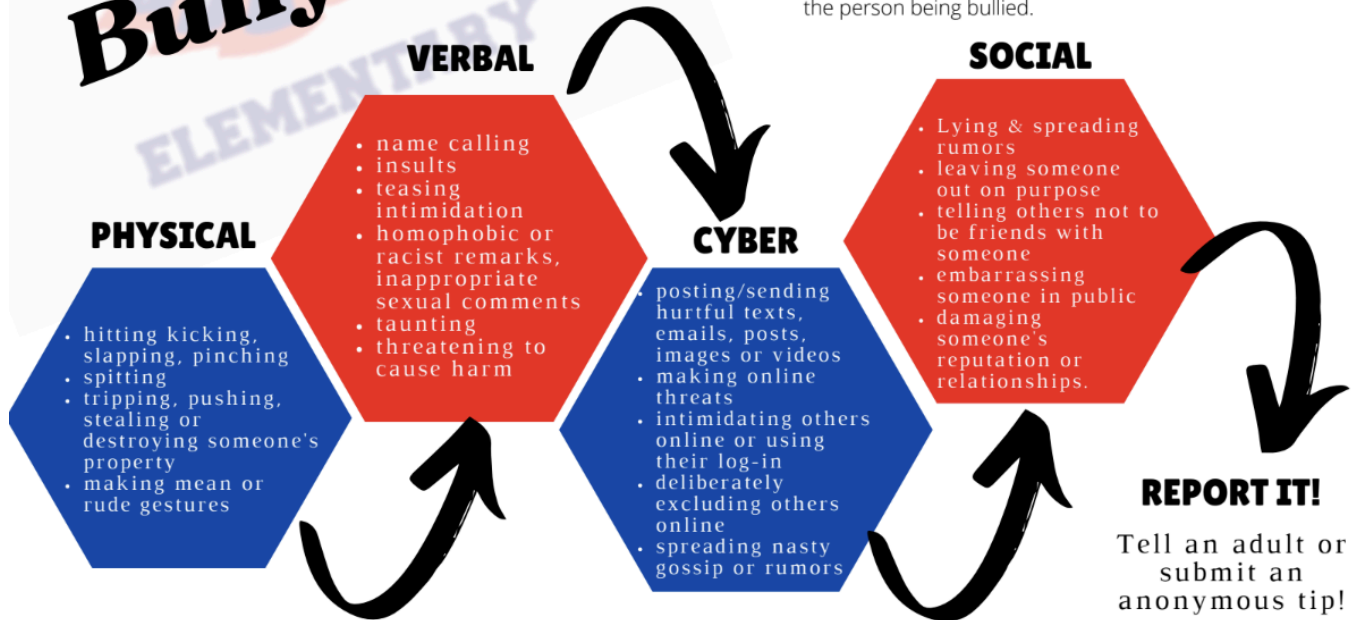 the person being bullied.
Bully
ELEMENTARY
VERBAL
• name calling
• insults
• teasing
intimidation
• homophobic or
racist remarks,
inappropriate
sexual comments
• taunting
• threatening to
cause harm
SOCIAL
• Lying & spreading
rumors
• leaving someone
out on purpose
• telling others not to
be friends with
someone
• embarrassing
someone in public
• damaging
someone's
reputation or
relationships.
PHYSICAL
• hitting kicking,
slapping, pinching
• spitting
• tripping, pushing,
stealing or
destroying someone's
property
• making mean or
rude gestures
CYBER
• posting/sending
hurtful texts,
emails, posts,
images or videos
• making online
threats
• intimidating others
online or using
their log-in
• deliberately
excluding others
online
• spreading nasty
gossip or rumors
REPORT IT!
Tell an adult or
submit an
anonymous tip!